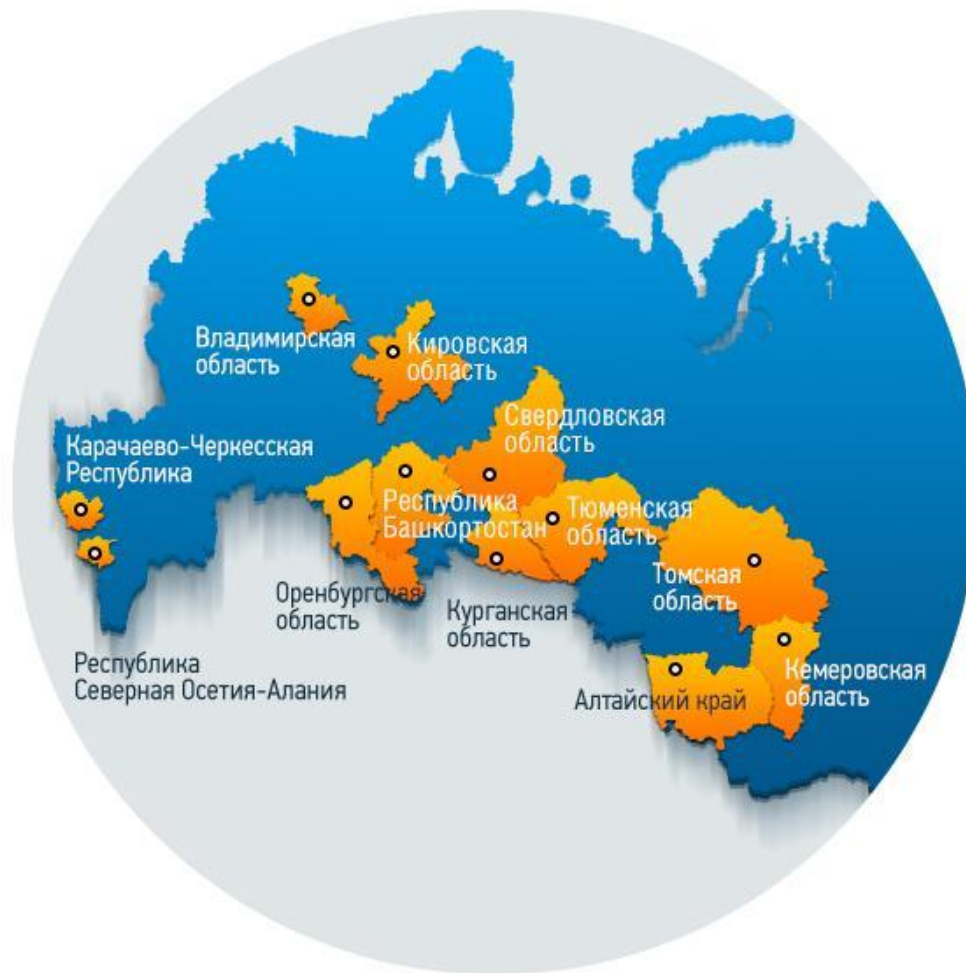 Владимирская
область
Кировская
область
Свердловская
область
Карачаево-Черкесская
Республика
Республика
Башкортостан
Тюменская
область
Томская
область
Оренбургская
область
Курганская
область
Республика
Северная Осетия-Алания
Кемеровская
область
Алтайский край